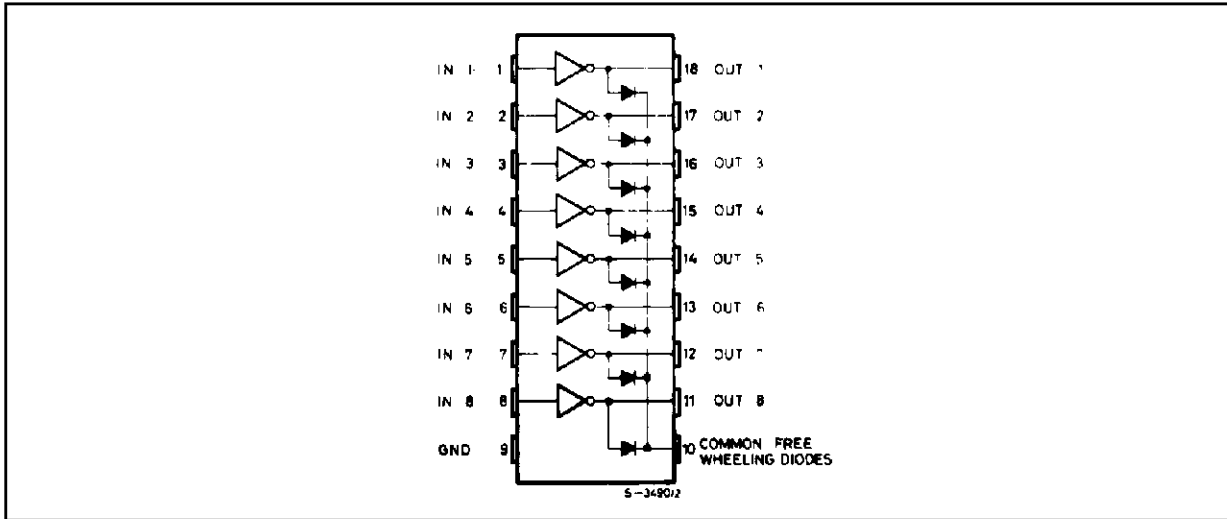 IN 1 1 18 OUT 1
IN 2 2 17 OUT 2
IN 3 3 16 OUT 3
IN 4 4 15 OUT 4
IN 5 5 14 OUT 5
IN 6 6 13 OUT 6
IN 7 7 12 OUT 7
IN 8 8 11 OUT 8
GND 9 10 COMMON FREE
WHEELING DIODES
S-3490/2